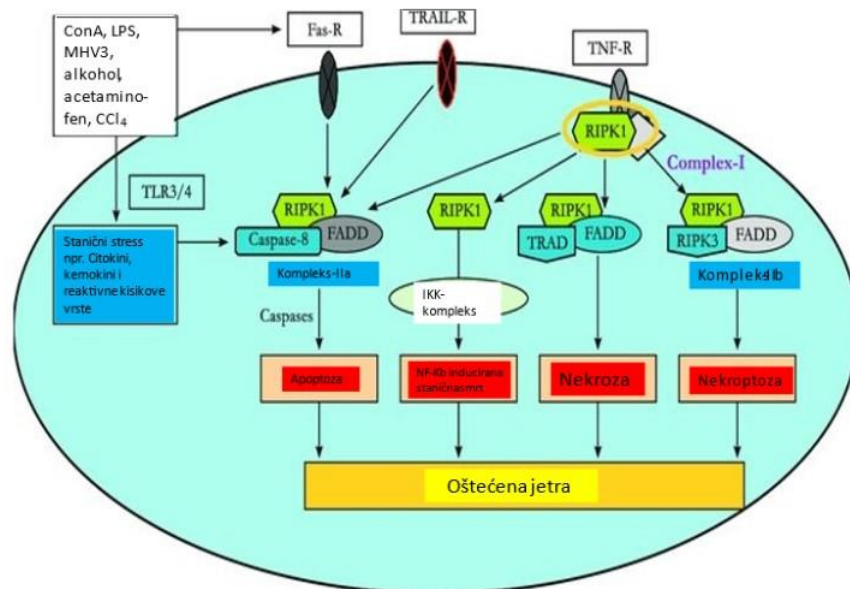 ConA, LPS,
MHV3,
alkohol,
acetamino-
fen, CCl4
Fas-R
TRAIL-R
TNF-R
RIPK1
Complex-I
TLR3/4
Stanični stress
npr. Citokini,
kemokini i
reaktivne kisikove
vrste
RIPK1
Caspase-8
FADD
Kompleks-IIa
RIPK1
RIPK1
TRAD
FADD
RIPK1
RIPK3
FADD
Kompleks-IIb
Caspases
IKK-
kompleks
Apoptoza
NF-Kb inducirana
stanična smrt
Nekroza
Nekroptoza
Oštećena jetra